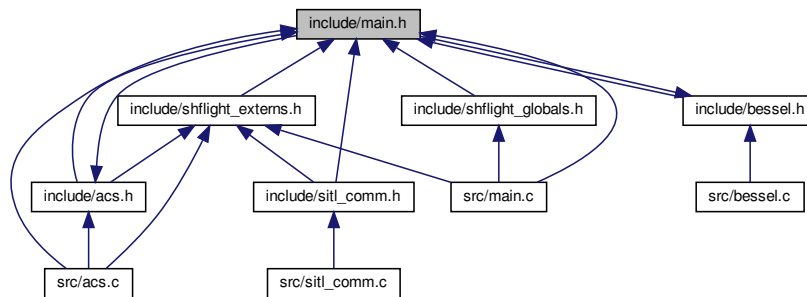 include/main.h
include/shflight_externs.h
include/shflight_globals.h
include/bessel.h
include/acs.h
include/sitl_comm.h
src/main.c
src/bessel.c
src/acs.c
src/sitl_comm.c